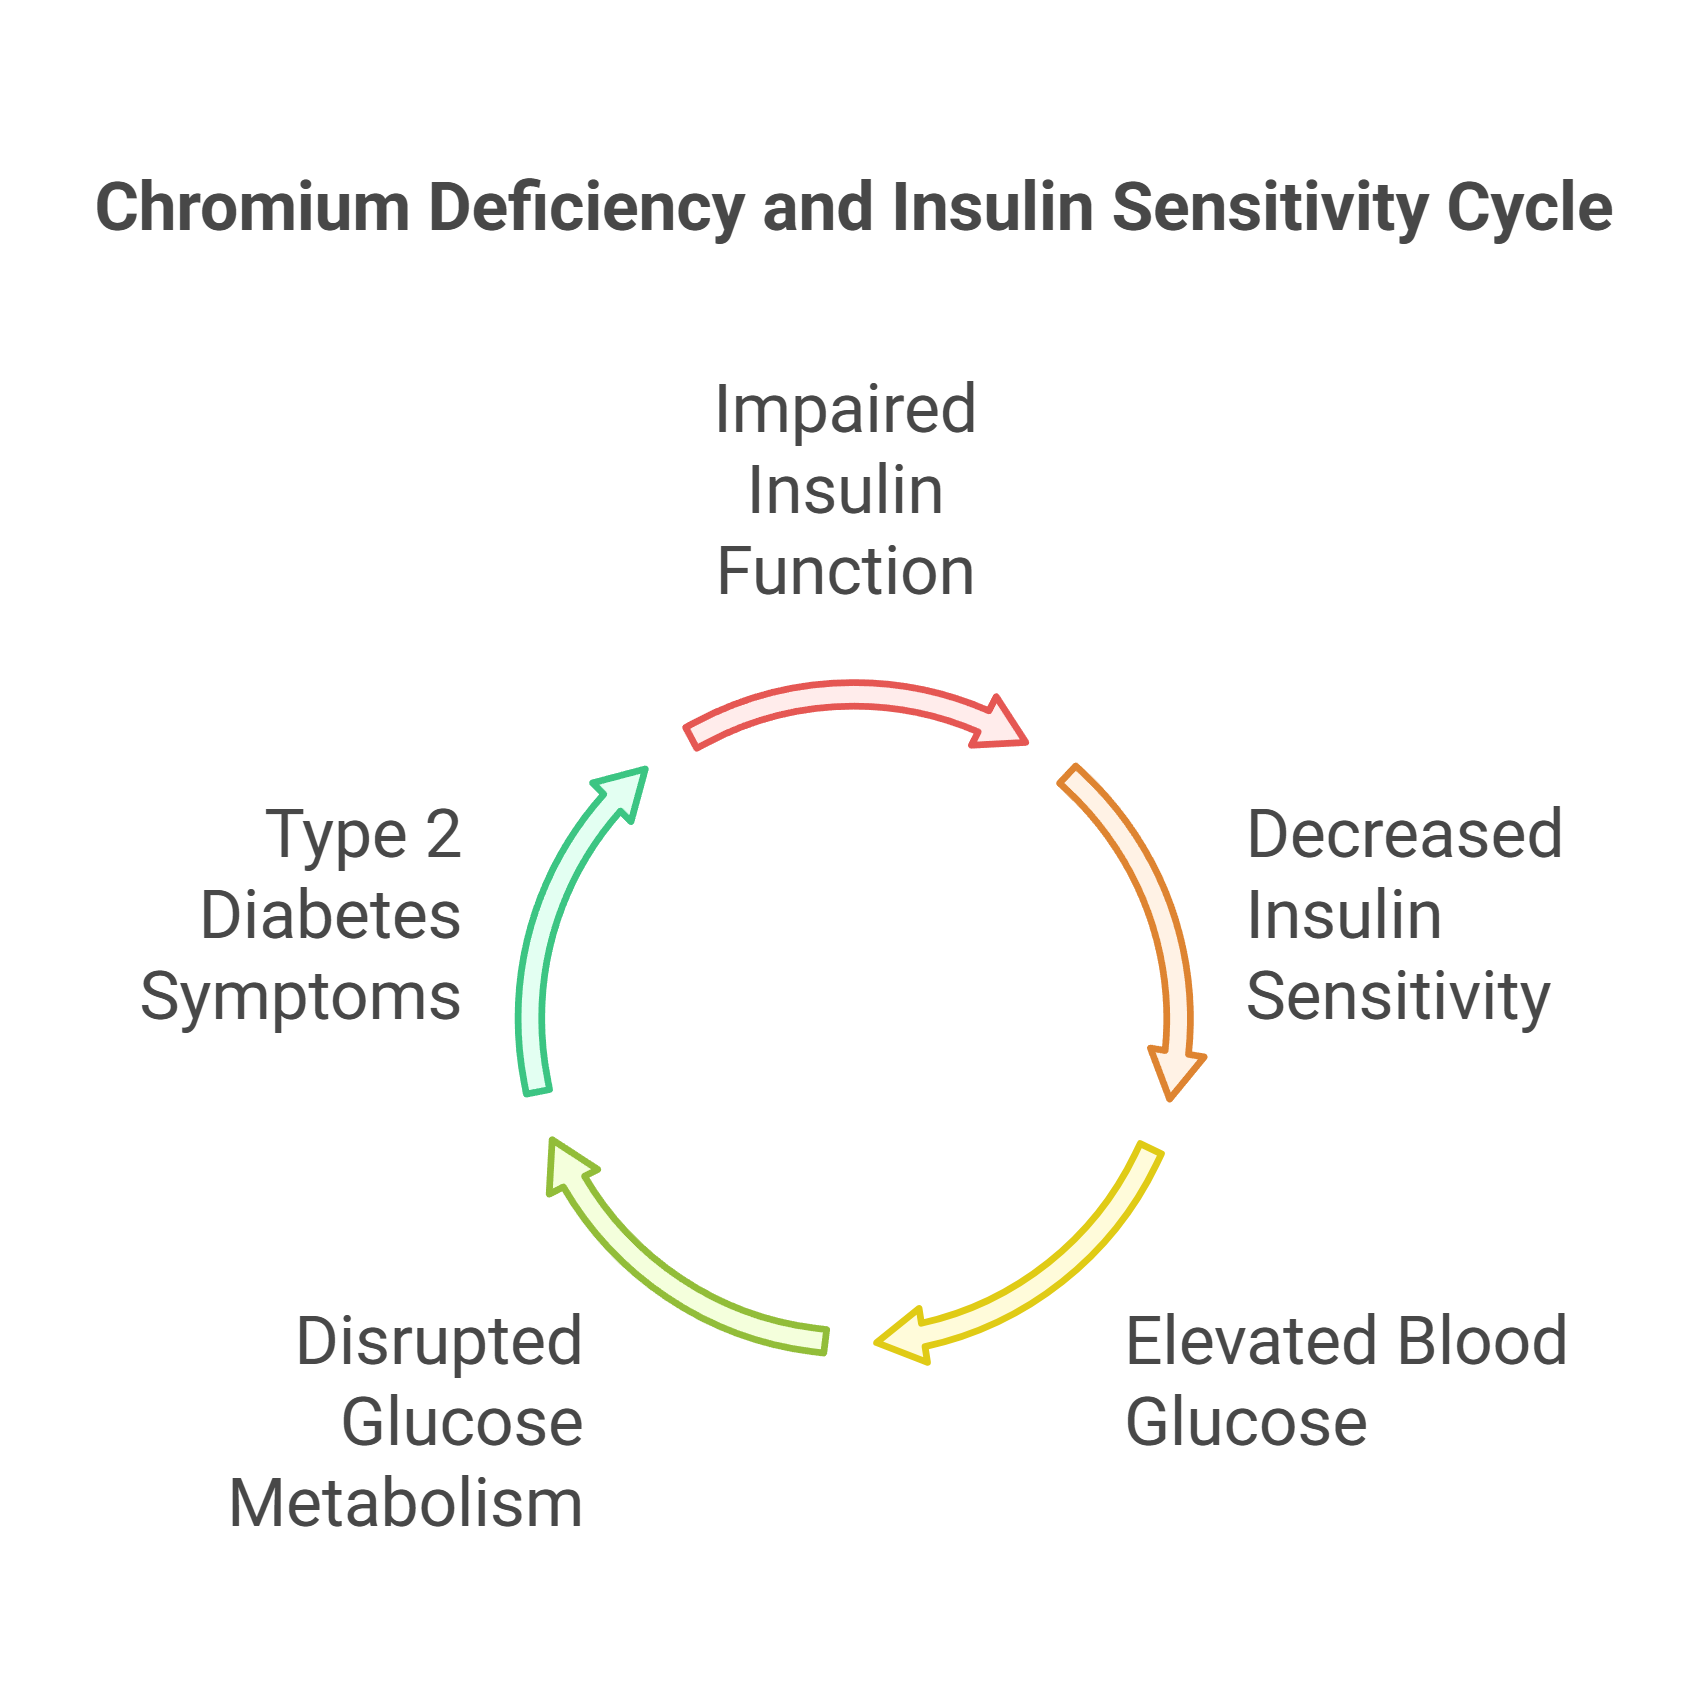 Chromium Deficiency and Insulin Sensitivity Cycle
Impaired
Insulin
Function
Decreased
Insulin
Sensitivity
Elevated Blood
Glucose
Disrupted
Glucose
Metabolism
Type 2
Diabetes
Symptoms